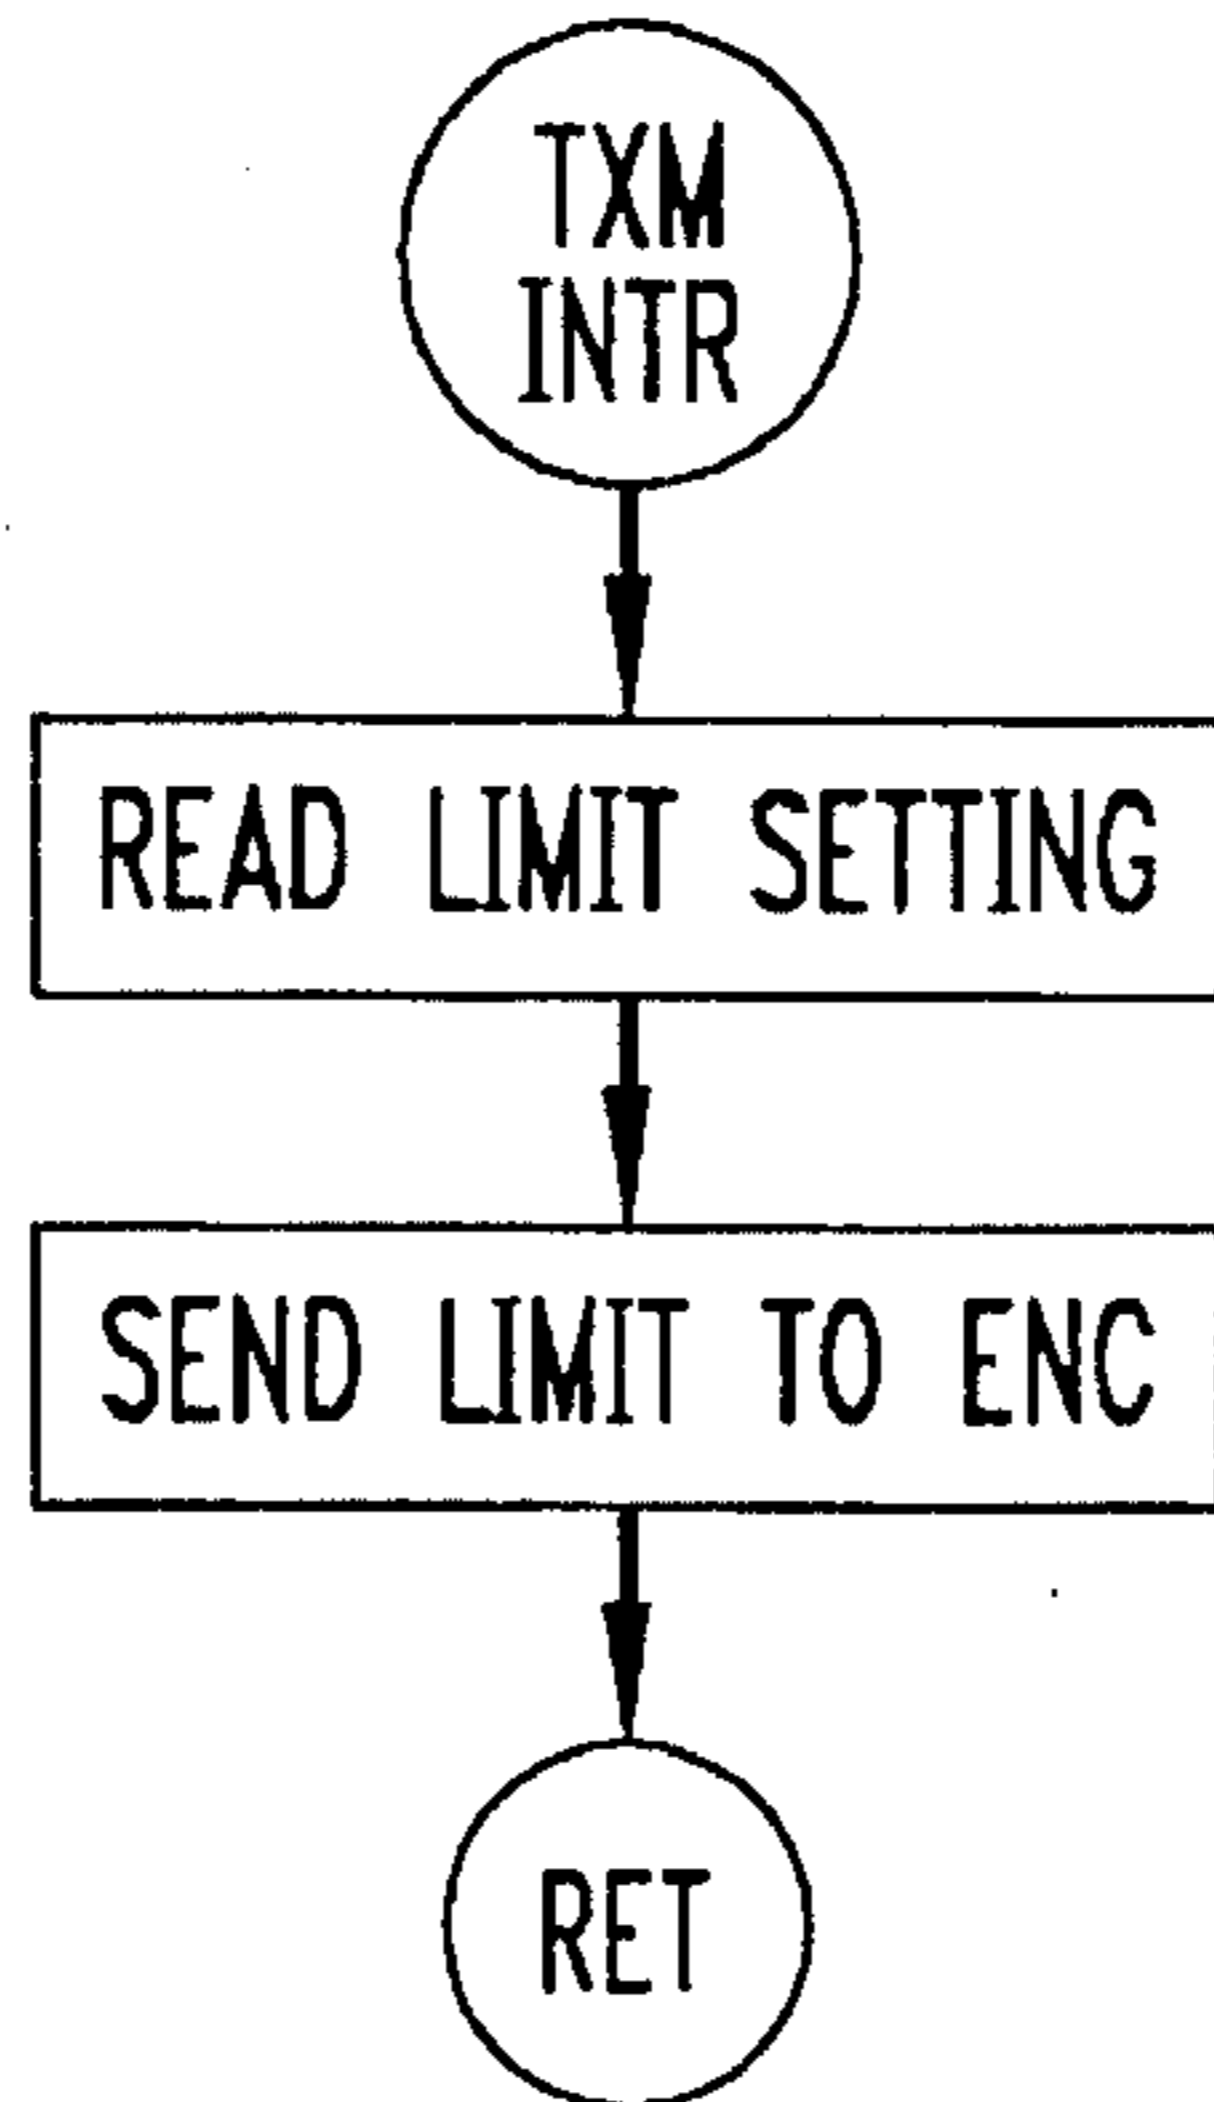 TXM
INTR
READ LIMIT SETTING
SEND LIMIT TO ENC
RET